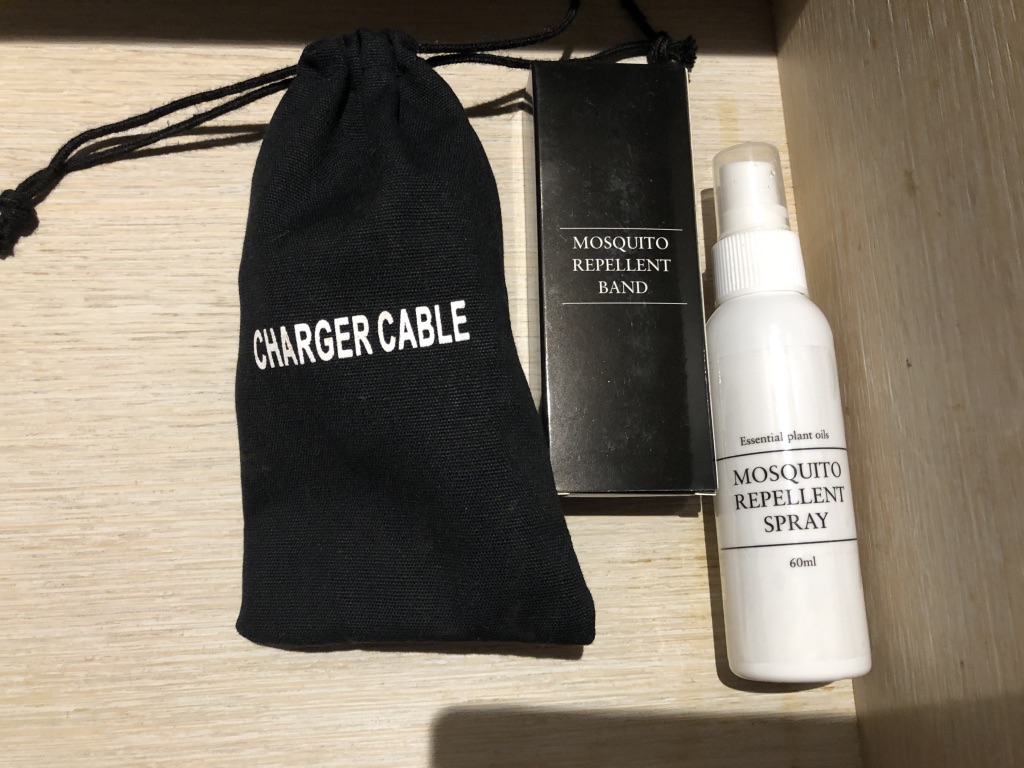 CHARGER CABLE
MOSQUITO
REPELLENT
BAND
Essential plant oils
MOSQUITO
REPELLENT
SPRAY
60ml